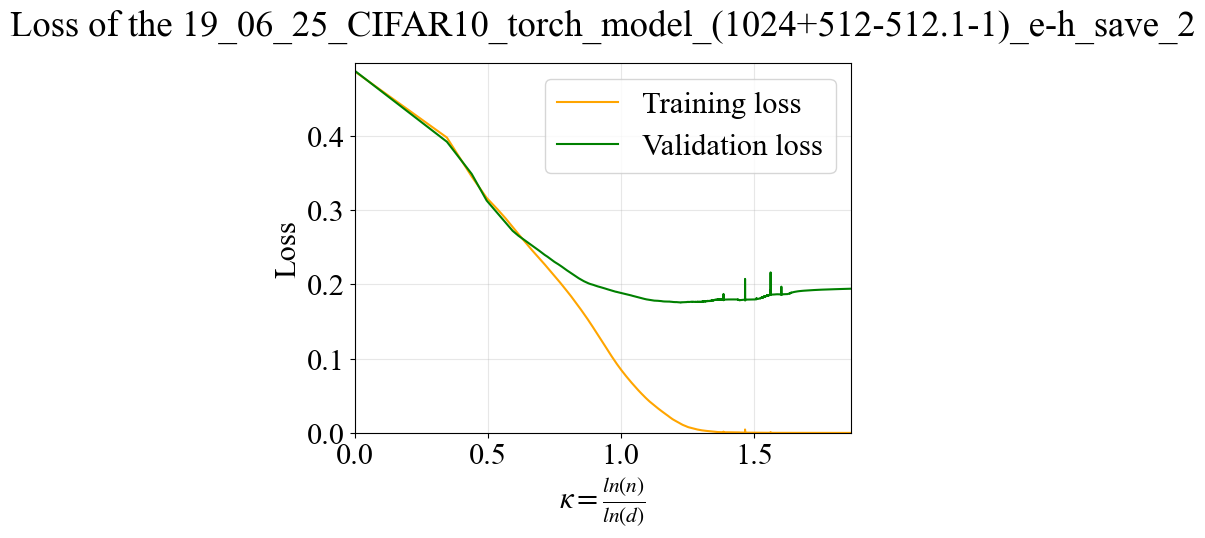 Loss of the 19_06_25_CIFAR10_torch_model_(1024+512-512.1-1)_e-h_save_2
Training loss
Validation loss
Loss
0.4
0.3
0.2
0.1
0.0
0.0 0.5 1.0 1.5
κ = ln(n)/ln(d)